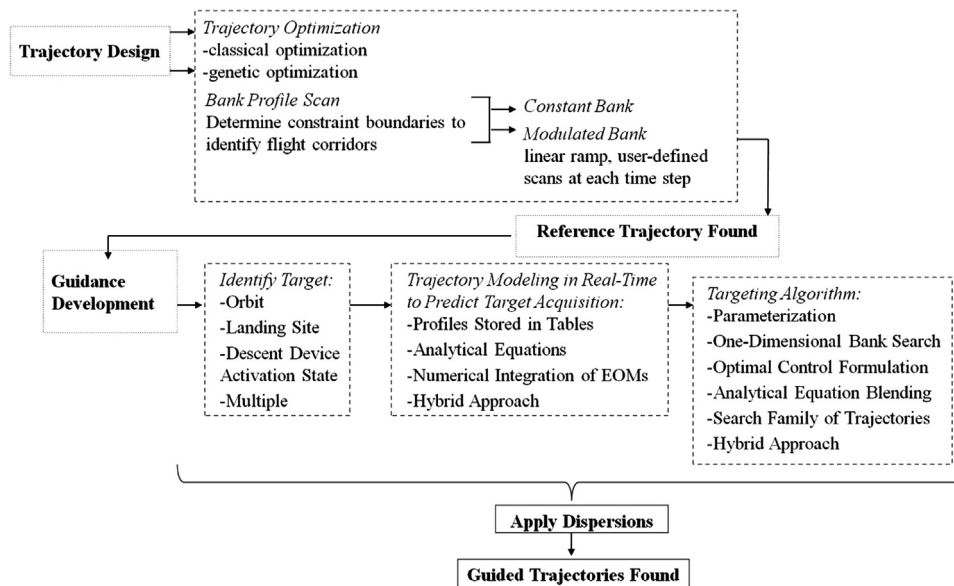 Trajectory Design
Trajectory Optimization
-classical optimization
-genetic optimization
Bank Profile Scan
Determine constraint boundaries to
identify flight corridors
Constant Bank
Modulated Bank
linear ramp, user-defined
scans at each time step
Reference Trajectory Found
Guidance
Development
Identify Target:
-Orbit
-Landing Site
-Descent Device
Activation State
-Multiple
Trajectory Modeling in Real-Time
to Predict Target Acquisition:
-Profiles Stored in Tables
-Analytical Equations
-Numerical Integration of EOMs
-Hybrid Approach
Targeting Algorithm:
-Parameterization
-One-Dimensional Bank Search
-Optimal Control Formulation
-Analytical Equation Blending
-Search Family of Trajectories
-Hybrid Approach
Apply Dispersions
Guided Trajectories Found